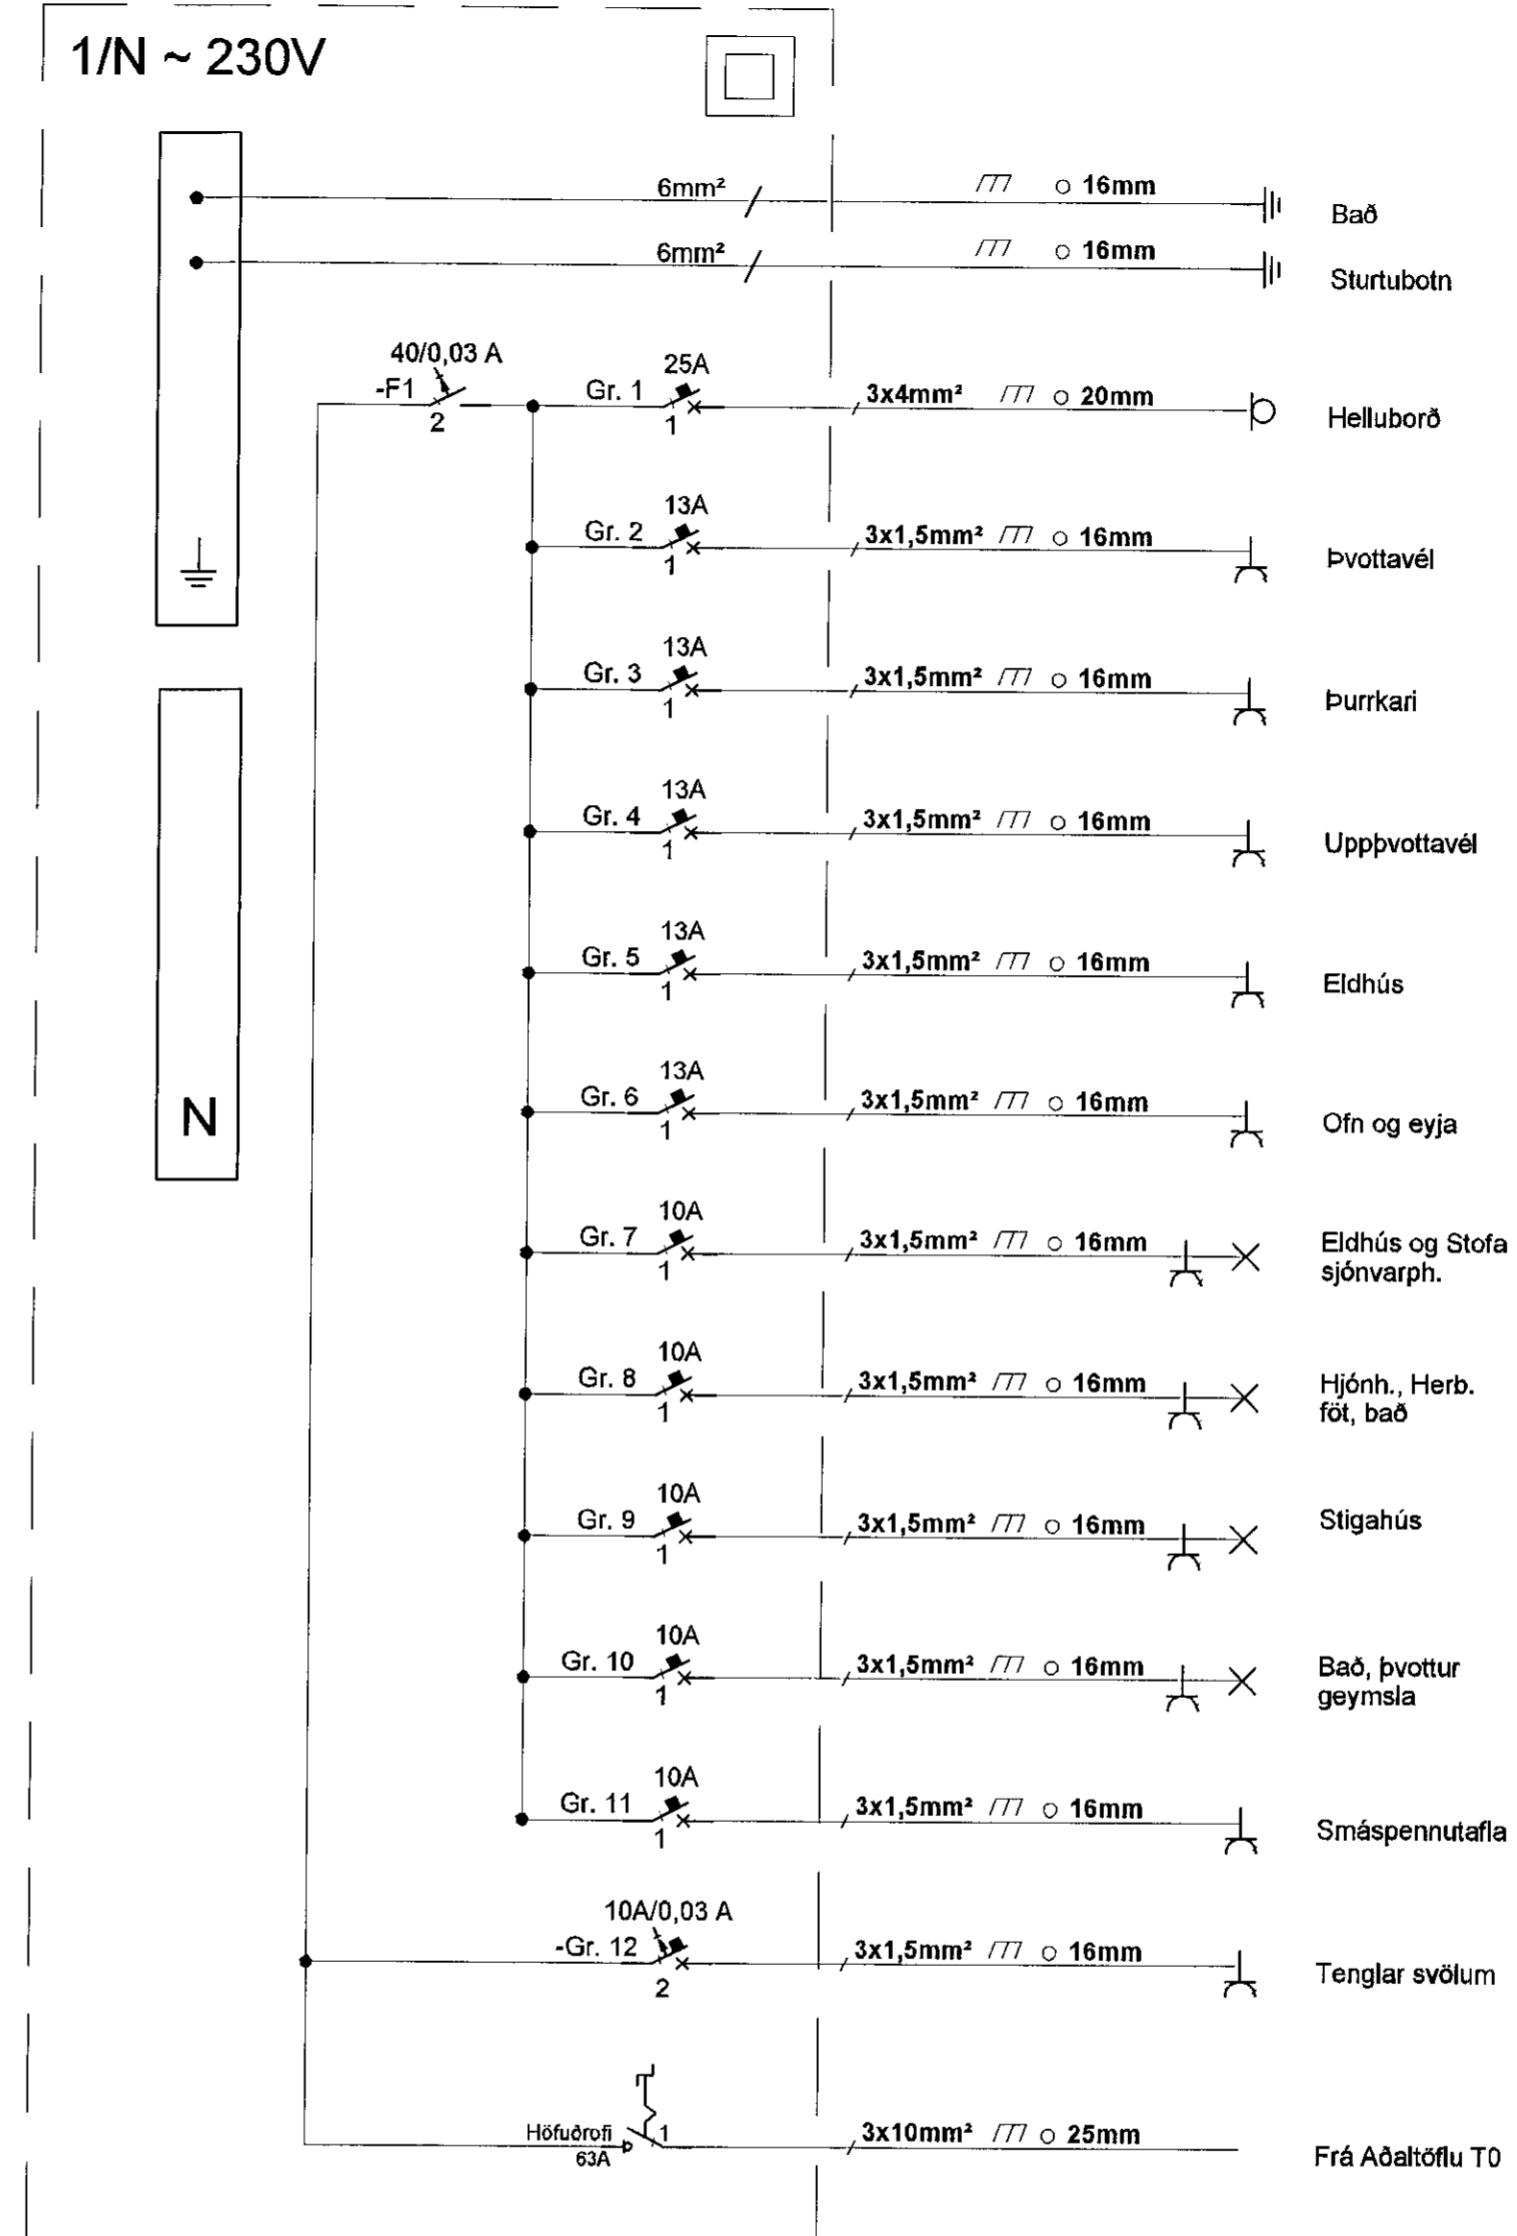 1/N ~ 230V
6mm² 16mm Bað
6mm² 16mm Sturtubotn
40/0,03 A
-F1
2
25A
Gr. 1 3x4mm² 20mm Helluborð
1
13A
Gr. 2 3x1,5mm² 16mm Þvottavél
1
13A
Gr. 3 3x1,5mm² 16mm Þurrkari
1
13A
Gr. 4 3x1,5mm² 16mm Uppþvottavél
1
13A
Gr. 5 3x1,5mm² 16mm Eldhús
1
13A
Gr. 6 3x1,5mm² 16mm Ofn og eyja
1
N
10A
Gr. 7 3x1,5mm² 16mm Eldhús og Stofa
1 sjónvarph.
10A
Gr. 8 3x1,5mm² 16mm Hjónh., Herb.
1 föt, bað
10A
Gr. 9 3x1,5mm² 16mm Stigahús
1
10A
Gr. 10 3x1,5mm² 16mm Bað, þvottur
1 geymsla
10A
Gr. 11 3x1,5mm² 16mm Smáspennutafla
1
10A/0,03 A
-Gr. 12 3x1,5mm² 16mm Tenglar svölum
2
Höfuðrofi 1 3x10mm² 25mm Frá Aðaltöflu T0
63A